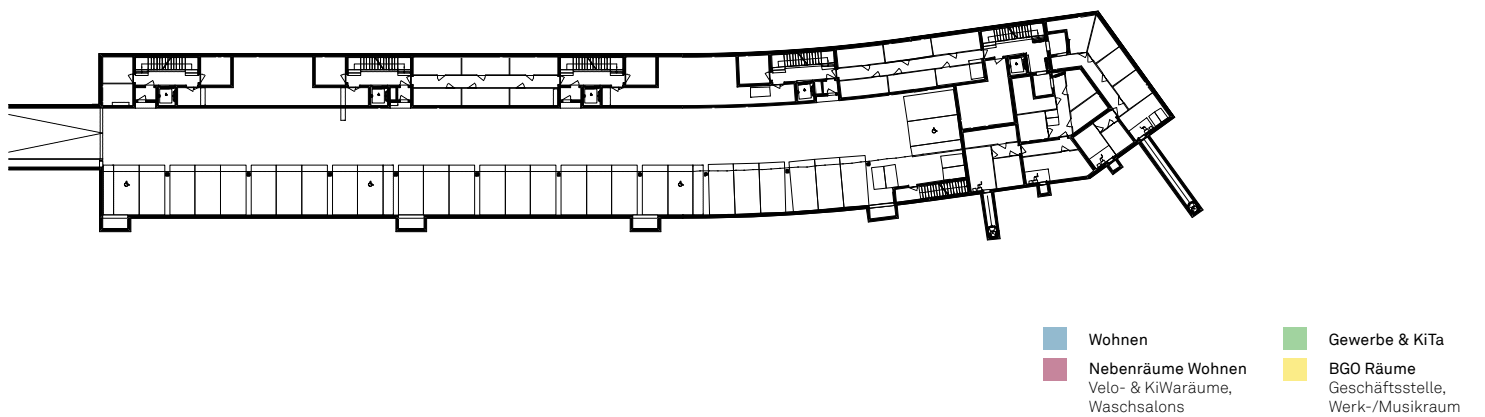 Wohnen
Nebenräume Wohnen
Velo- & KiWaräume,
Waschsalons
Gewerbe & KiTa
BGO Räume
Geschäftsstelle,
Werk-/Musikraum